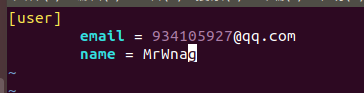 [user]
email = 934105927@qq.com
name = MrWnag
~
~